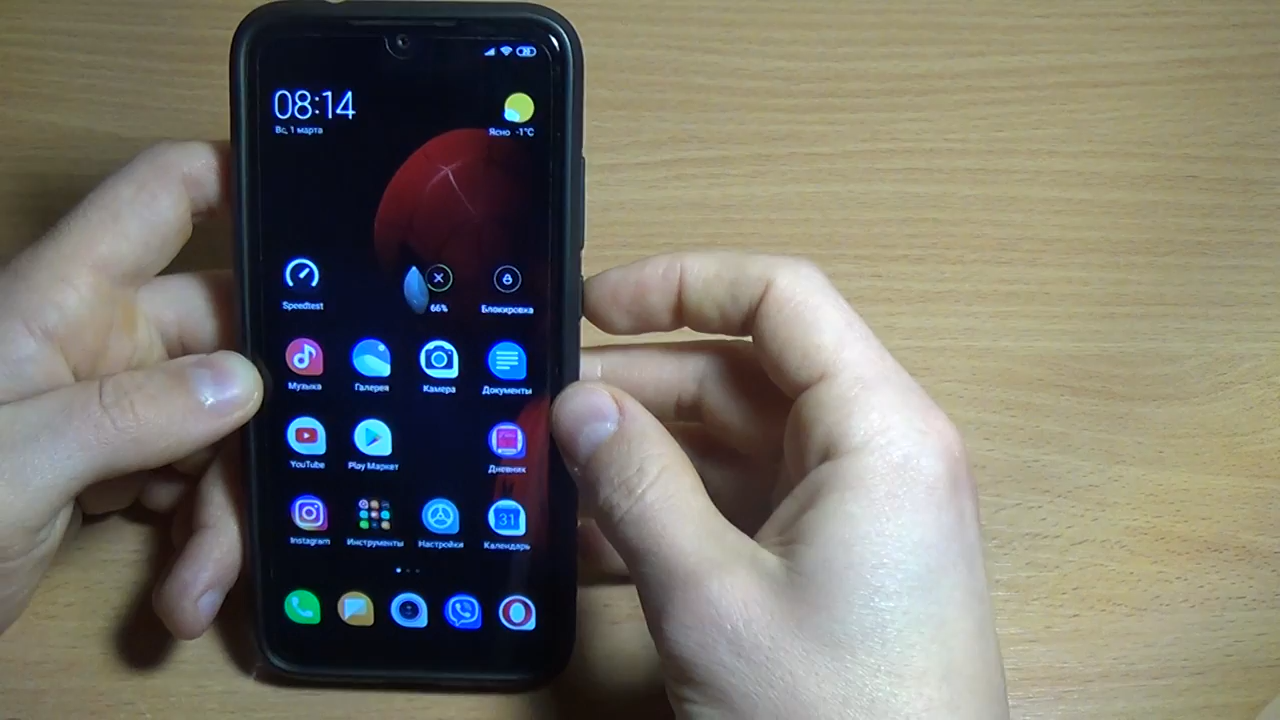 08:14
Вс, 1 марта
Ясно -1°C
Speedtest
66%
Блокировка
Музыка
Галерея
Камера
Документы
YouTube
Play Маркет
Дневник
Instagram
Инструменты
Настройки
31
Календарь